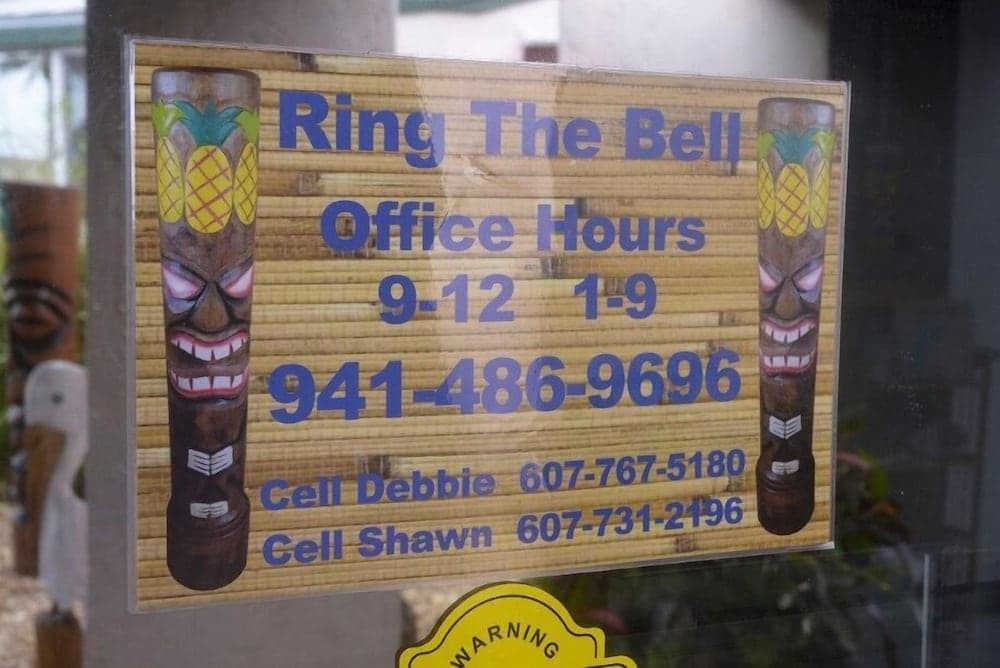 Ring The Bell
Office Hours
9-12 1-9
941-486-9696
Cell Debbie 607-767-5180
Cell Shawn 607-731-2196
WARNING